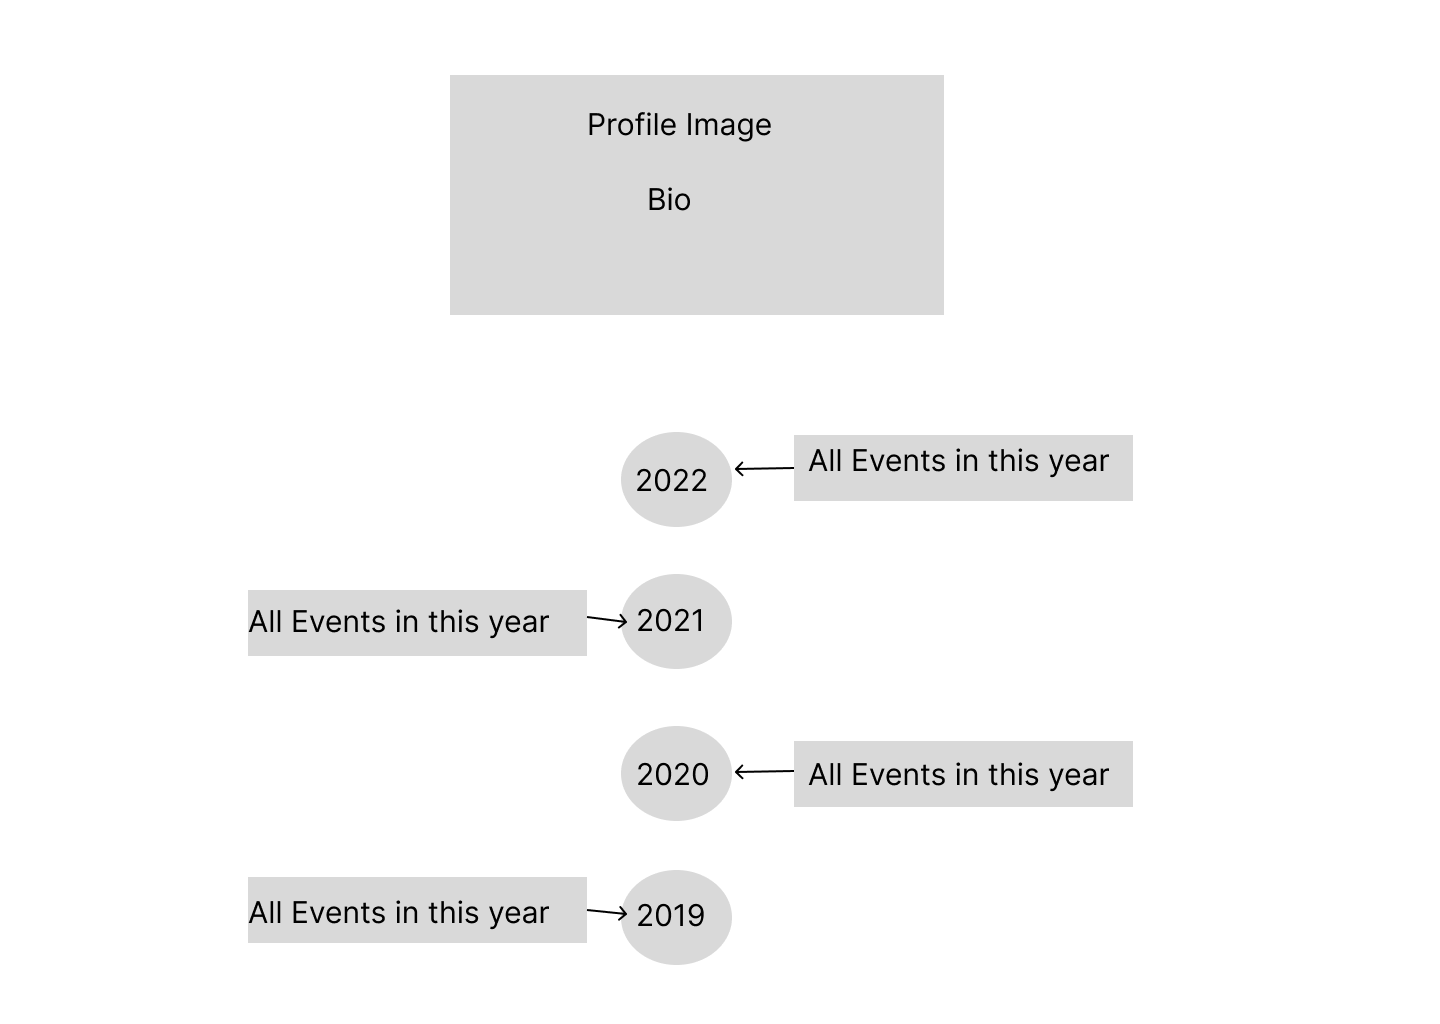 Profile Image
Bio
2022
All Events in this year
All Events in this year
2021
2020
All Events in this year
All Events in this year
2019